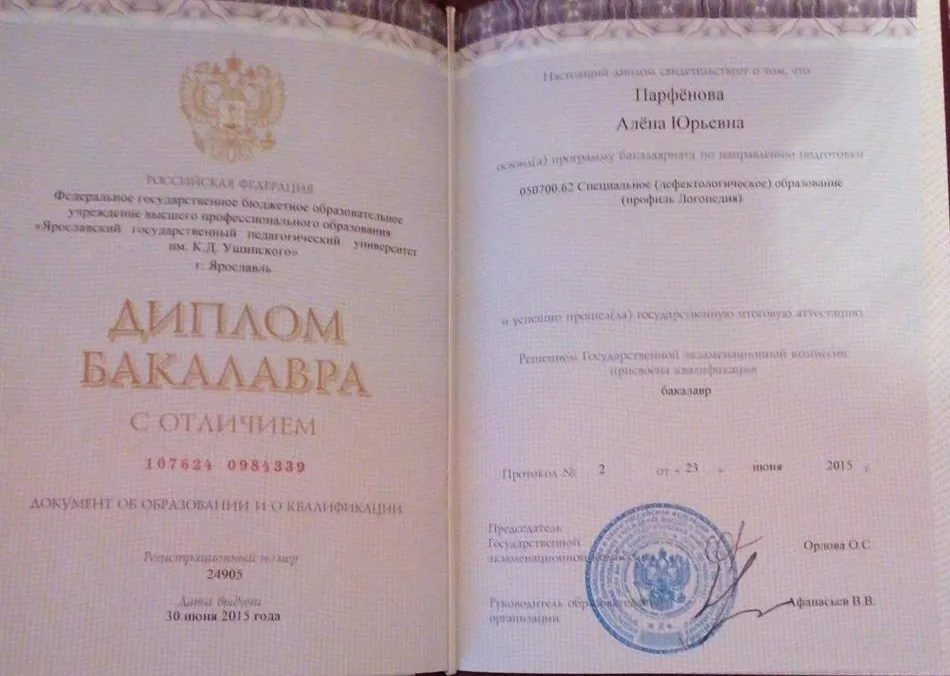 РОССИЙСКАЯ ФЕДЕРАЦИЯ
Федеральное государственное бюджетное образовательное
учреждение высшего профессионального образования
«Ярославский государственный педагогический университет
им. К.Д. Ушинского»
г. Ярославль
ДИПЛОМ
БАКАЛАВРА
С ОТЛИЧИЕМ
107624 0984339
ДОКУМЕНТ ОБ ОБРАЗОВАНИИ И О КВАЛИФИКАЦИИ
Регистрационный номер
24905
Дата выдачи
30 июня 2015 года
Настоящий диплом свидетельствует о том, что
Парфёнова
Алёна Юрьевна
освоил(а) программу бакалавриата по направлению подготовки
050700.62 Специальное (дефектологическое) образование
(профиль Логопедия)
и успешно прошел(ла) государственную итоговую аттестацию
Решением Государственной экзаменационной комиссии
присвоена квалификация
бакалавр
Протокол № 2 от « 23 » июня 2015 г.
Председатель
Государственной
экзаменационной
Орлова О.С.
Руководитель образовательной
организации
Афанасьев В.В.